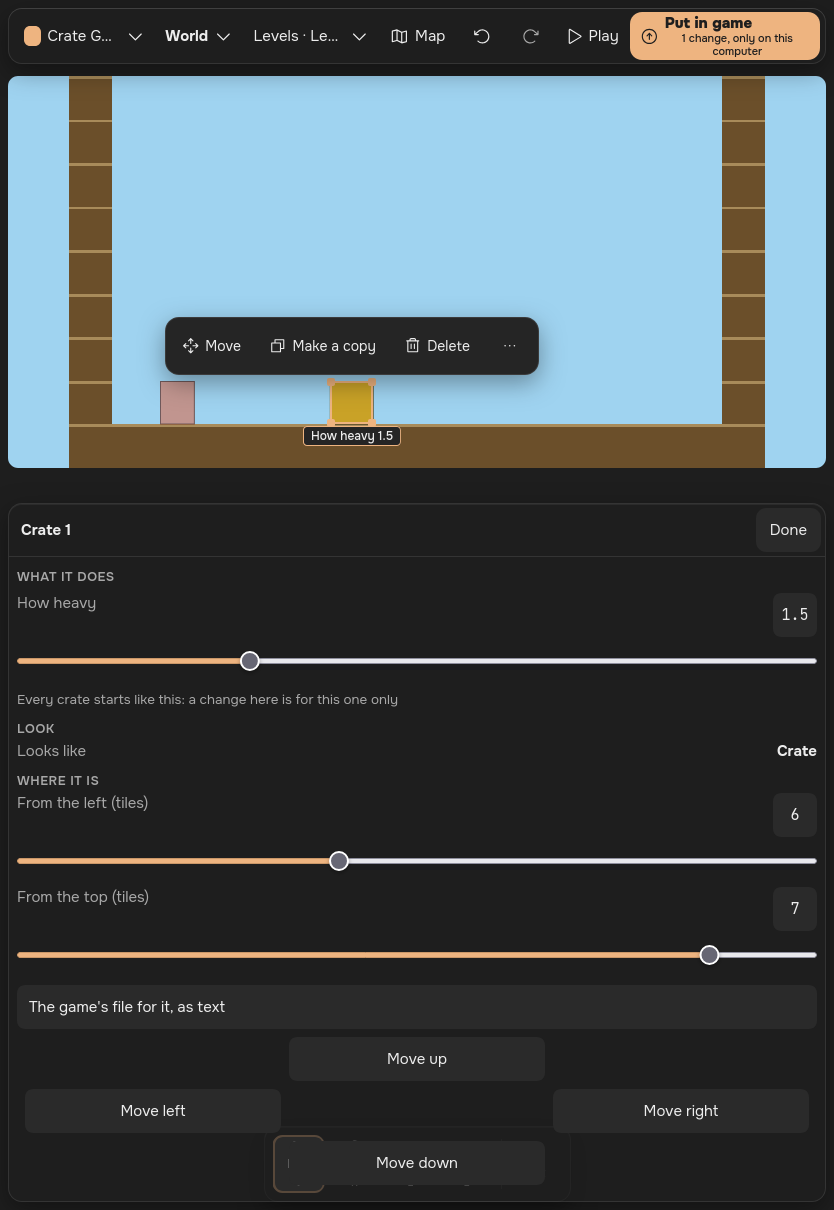 Crate G...
World
Levels · Le...
Map
Play
Put in game
1 change, only on this
computer
Move
Make a copy
Delete
...
How heavy 1.5
Crate 1
Done
WHAT IT DOES
How heavy
1.5
Every crate starts like this: a change here is for this one only
LOOK
Looks like
Crate
WHERE IT IS
From the left (tiles)
6
From the top (tiles)
7
The game's file for it, as text
Move up
Move left
Move right
Move down